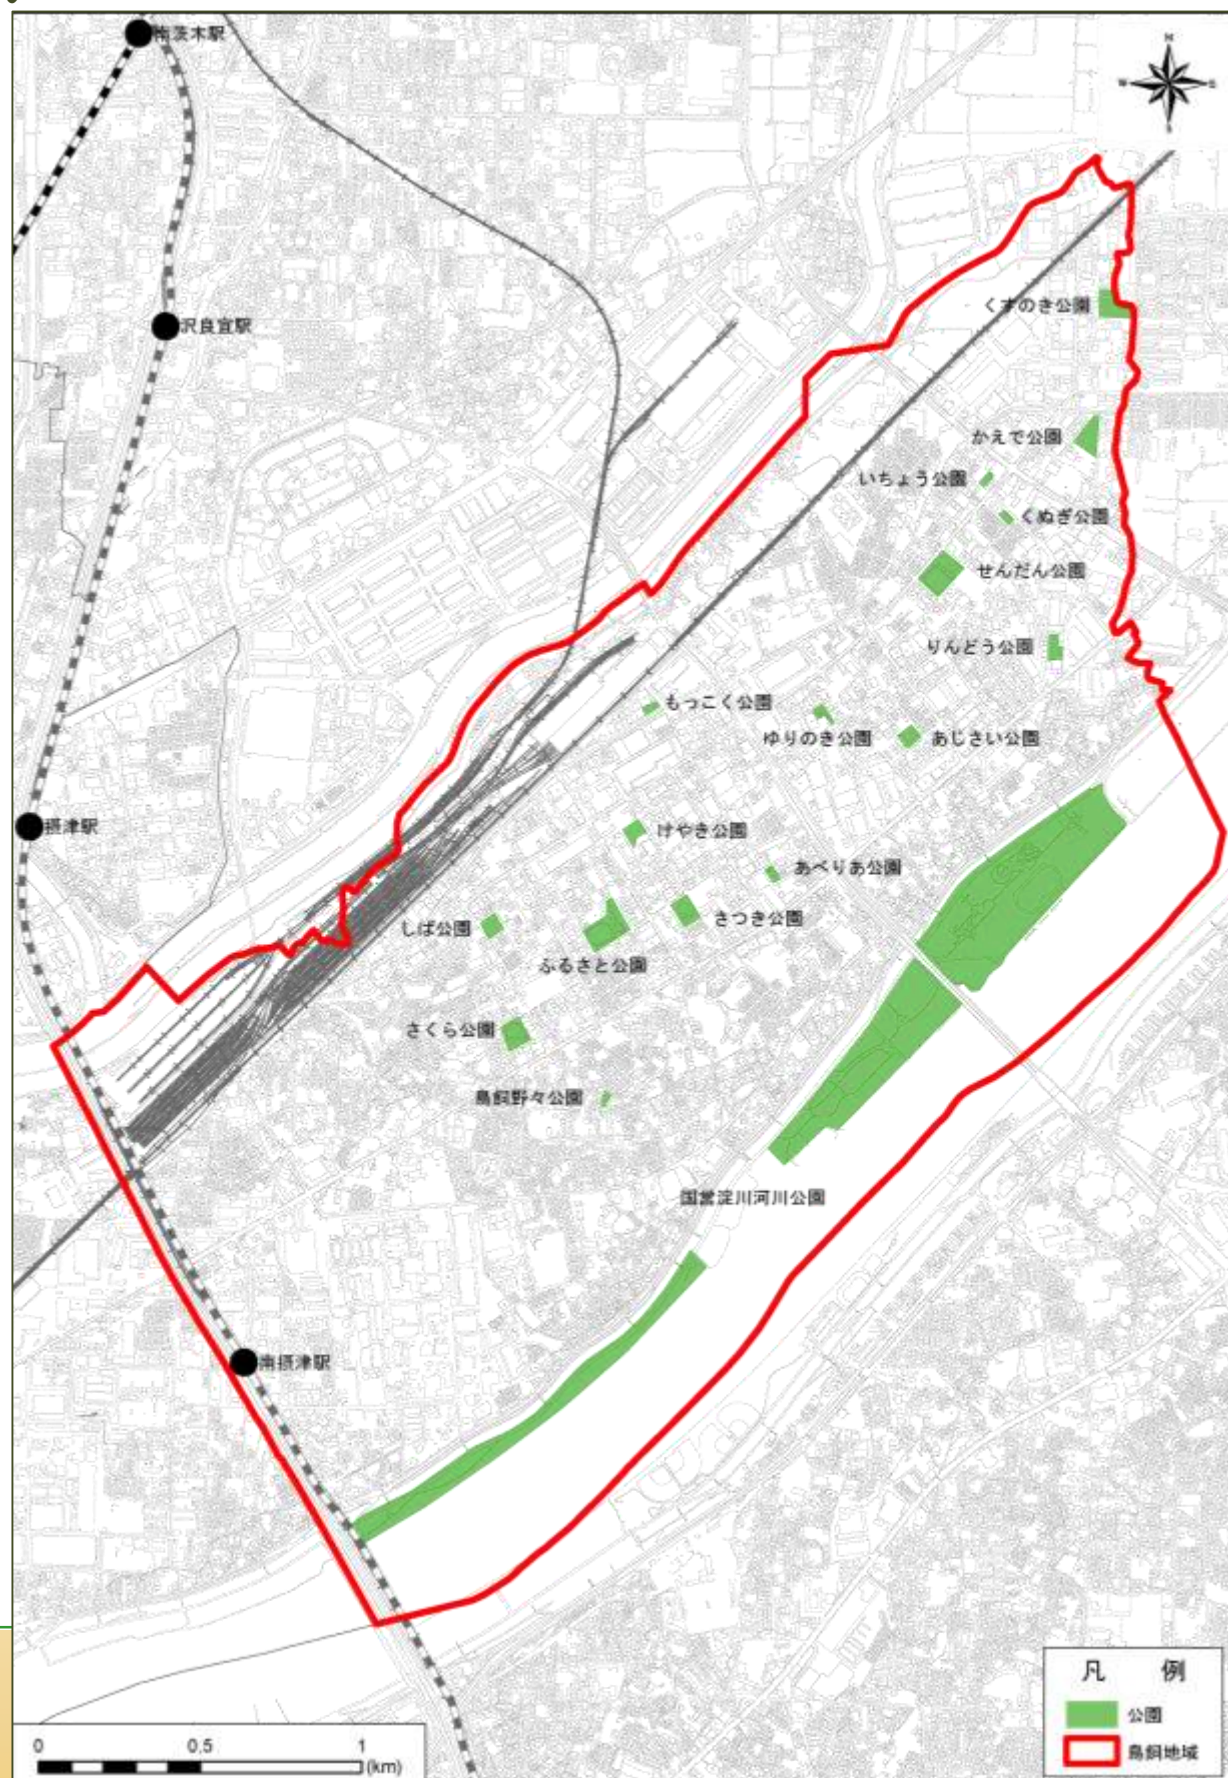 南茨木駅
N
W
S
沢良宜駅
くすのき公園
かえで公園
いちょう公園
くぬぎ公園
せんだん公園
りんどう公園
もっこく公園
ゆりのき公園
あじさい公園
摂津駅
けやき公園
あべりあ公園
しば公園
さつき公園
ふるさと公園
さくら公園
鳥飼野々公園
国営淀川河川公園
南摂津駅
凡 例
公園
鳥飼地域
0 0.5 1 (km)